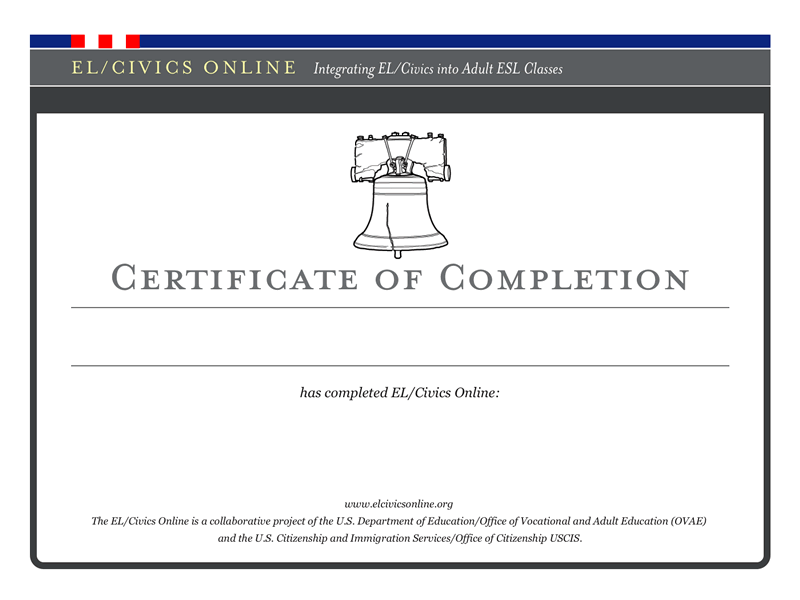 EL/CIVICS ONLINE Integrating EL/Civics into Adult ESL Classes
Certificate of Completion
has completed EL/Civics Online:
www.elcivicsonline.org
The EL/Civics Online is a collaborative project of the U.S. Department of Education/Office of Vocational and Adult Education (OVAE)
and the U.S. Citizenship and Immigration Services/Office of Citizenship USCIS.